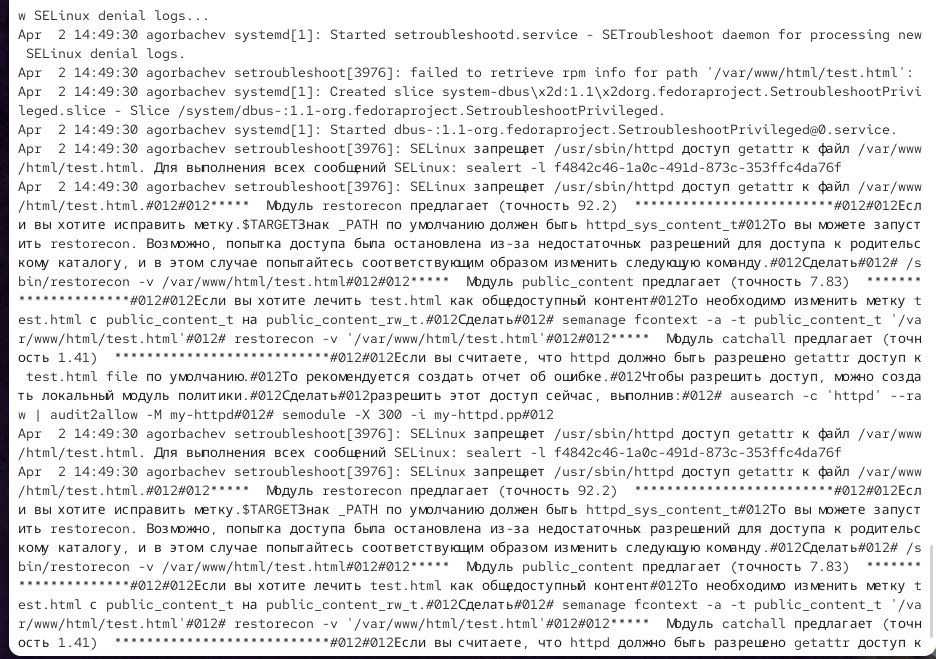 w SELinux denial logs...
Apr  2 14:49:30 agorbachev systemd[1]: Started setroubleshootd.service - SETroubleshoot daemon for processing new
 SELinux denial logs.
Apr  2 14:49:30 agorbachev setroubleshoot[3976]: failed to retrieve rpm info for path '/var/www/html/test.html':
Apr  2 14:49:30 agorbachev systemd[1]: Created slice system-dbus\x2d:1.1\x2dorg.fedoraproject.SetroubleshootPrivi
leged.slice - Slice /system/dbus-:1.1-org.fedoraproject.SetroubleshootPrivileged.
Apr  2 14:49:30 agorbachev systemd[1]: Started dbus-:1.1-org.fedoraproject.SetroubleshootPrivileged@0.service.
Apr  2 14:49:30 agorbachev setroubleshoot[3976]: SELinux запрещает /usr/sbin/httpd доступ getattr к файл /var/www
/html/test.html. Для выполнения всех сообщений SELinux: sealert -l f4842c46-1a0c-491d-873c-353ffc4da76f
Apr  2 14:49:30 agorbachev setroubleshoot[3976]: SELinux запрещает /usr/sbin/httpd доступ getattr к файл /var/www
/html/test.html.#012#012*****  Модуль restorecon предлагает (точность 92.2)  *************************#012#012Есл
и вы хотите исправить метку.$TARGETЗнак _PATH по умолчанию должен быть httpd_sys_content_t#012То вы можете запуст
ить restorecon. Возможно, попытка доступа была остановлена из-за недостаточных разрешений для доступа к родительс
кому каталогу, и в этом случае попытайтесь соответствующим образом изменить следующую команду.#012Сделать#012# /s
bin/restorecon -v /var/www/html/test.html#012#012*****  Модуль public_content предлагает (точность 7.83)  *******
**************#012#012Если вы хотите лечить test.html как общедоступный контент#012То необходимо изменить метку t
est.html с public_content_t на public_content_rw_t.#012Сделать#012# semanage fcontext -a -t public_content_t '/va
r/www/html/test.html'#012# restorecon -v '/var/www/html/test.html'#012#012*****  Модуль catchall предлагает (точн
ость 1.41)  ***************************#012#012Если вы считаете, что httpd должно быть разрешено getattr доступ к
 test.html file по умолчанию.#012То рекомендуется создать отчет об ошибке.#012Чтобы разрешить доступ, можно созда
ть локальный модуль политики.#012Сделать#012разрешить этот доступ сейчас, выполнив:#012# ausearch -c 'httpd' --ra
w | audit2allow -M my-httpd#012# semodule -X 300 -i my-httpd.pp#012
Apr  2 14:49:30 agorbachev setroubleshoot[3976]: SELinux запрещает /usr/sbin/httpd доступ getattr к файл /var/www
/html/test.html. Для выполнения всех сообщений SELinux: sealert -l f4842c46-1a0c-491d-873c-353ffc4da76f
Apr  2 14:49:30 agorbachev setroubleshoot[3976]: SELinux запрещает /usr/sbin/httpd доступ getattr к файл /var/www
/html/test.html.#012#012*****  Модуль restorecon предлагает (точность 92.2)  *************************#012#012Есл
и вы хотите исправить метку.$TARGETЗнак _PATH по умолчанию должен быть httpd_sys_content_t#012То вы можете запуст
ить restorecon. Возможно, попытка доступа была остановлена из-за недостаточных разрешений для доступа к родительс
кому каталогу, и в этом случае попытайтесь соответствующим образом изменить следующую команду.#012Сделать#012# /s
bin/restorecon -v /var/www/html/test.html#012#012*****  Модуль public_content предлагает (точность 7.83)  *******
**************#012#012Если вы хотите лечить test.html как общедоступный контент#012То необходимо изменить метку t
est.html с public_content_t на public_content_rw_t.#012Сделать#012# semanage fcontext -a -t public_content_t '/va
r/www/html/test.html'#012# restorecon -v '/var/www/html/test.html'#012#012*****  Модуль catchall предлагает (точн
ость 1.41)  ***************************#012#012Если вы считаете, что httpd должно быть разрешено getattr доступ к